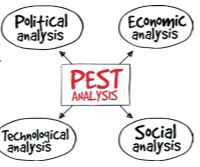 Political
analysis
Economic
analysis
PEST
ANALYSIS
Technological
analysis
Social
analysis